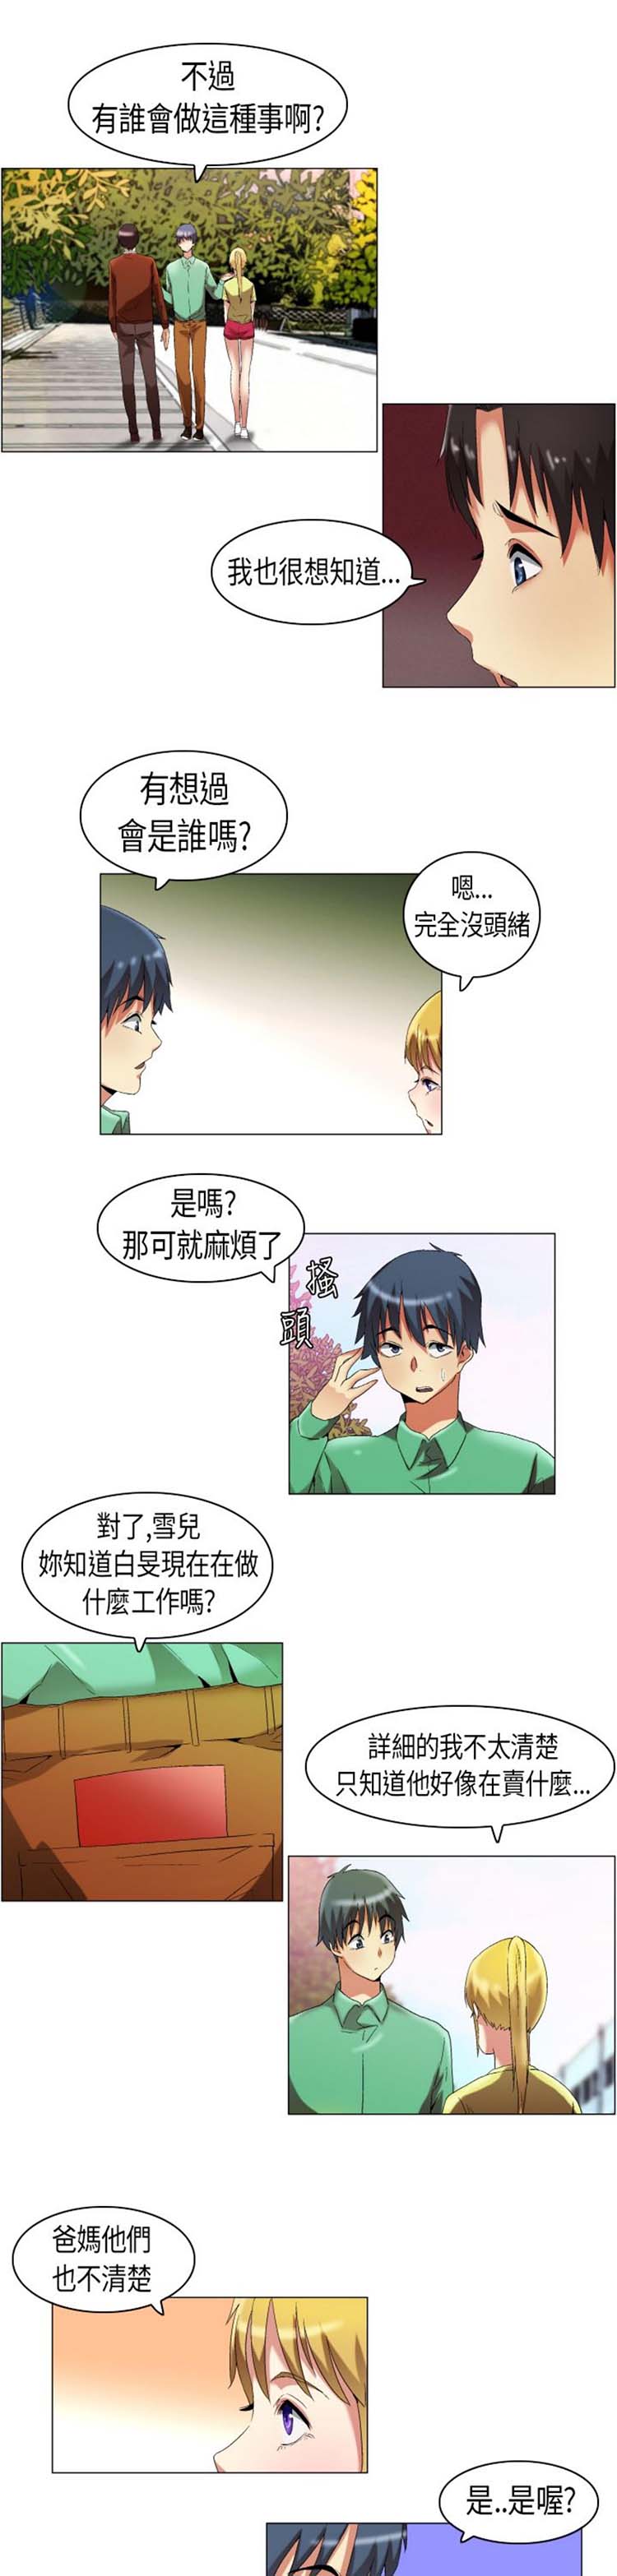 不過
有誰會做這種事啊?
我也很想知道...
有想過
會是誰嗎?
嗯...
完全沒頭緒
是嗎?
那可就麻煩了
搔
頭
對了,雪兒
妳知道白旻現在在做
什麼工作嗎?
詳細的我不太清楚
只知道他好像在賣什麼...
爸媽他們
也不清楚
是..是喔?